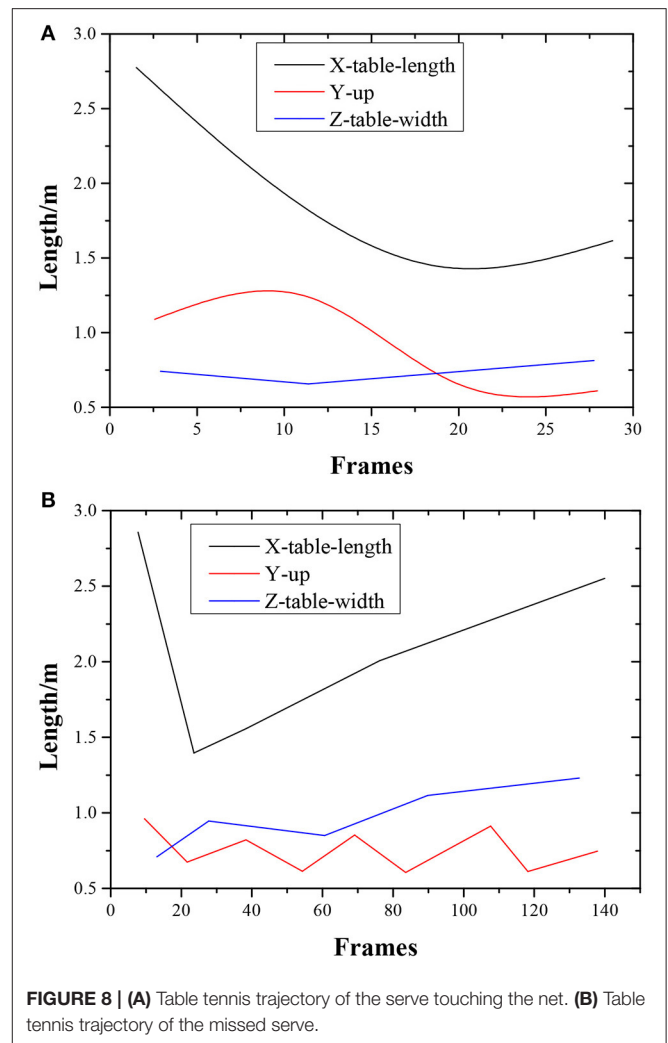 A
3.0
X-table-length
Y-up
Z-table-width
2.5
2.0
1.5
1.0
0.5
Length/m
0 5 10 15 20 25 30
Frames
B
3.0
X-table-length
Y-up
Z-table-width
2.5
2.0
1.5
1.0
0.5
Length/m
0 20 40 60 80 100 120 140
Frames
FIGURE 8 | (A) Table tennis trajectory of the serve touching the net. (B) Table
tennis trajectory of the missed serve.